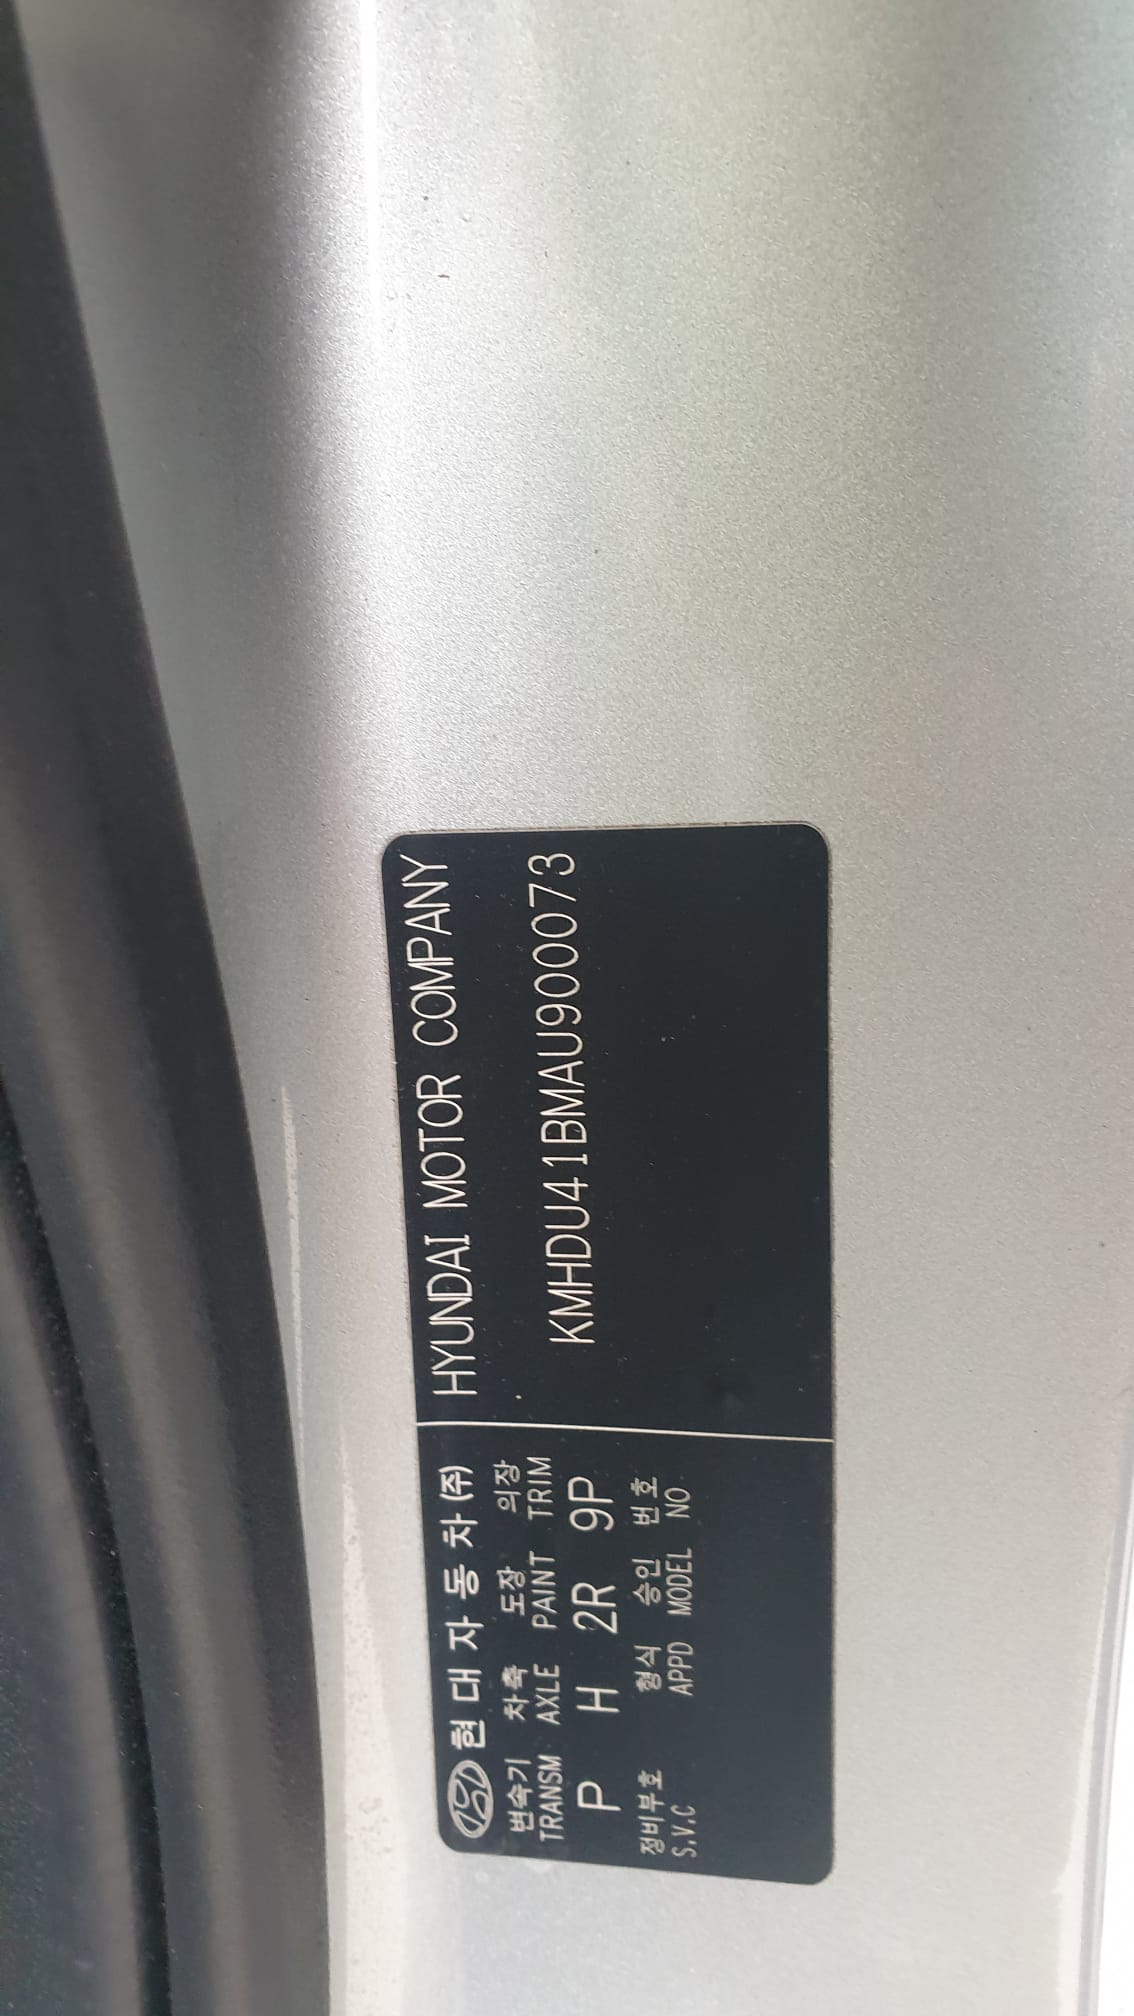 현대자동차(주)
HYUNDAI MOTOR COMPANY
변속기 차축 도장 의장
TRANSM AXLE PAINT TRIM
P H 2R 9P
KMHDU41BMAU900073
정비부호 형식 승인 번호
S.V.C APPD MODEL NO